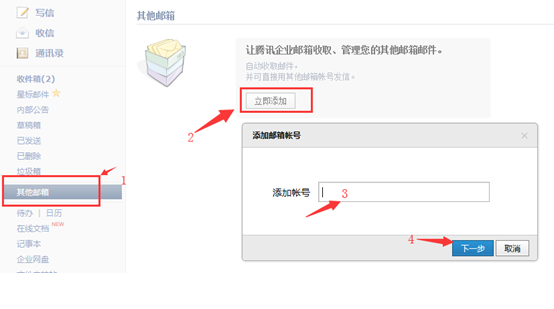 写信
收信
通讯录
收件箱(2)
星标邮件
内部公告
草稿箱
已发送
已删除
垃圾箱
其他邮箱
1
待办 | 日历
在线文档 NEW
记事本
企业网盘
其他邮箱
让腾讯企业邮箱收取、管理您的其他邮箱邮件。
自动收取邮件。
并可直接用其他邮箱帐号发信。
立即添加
2
添加邮箱帐号 ×
添加帐号
3
4
下一步 取消